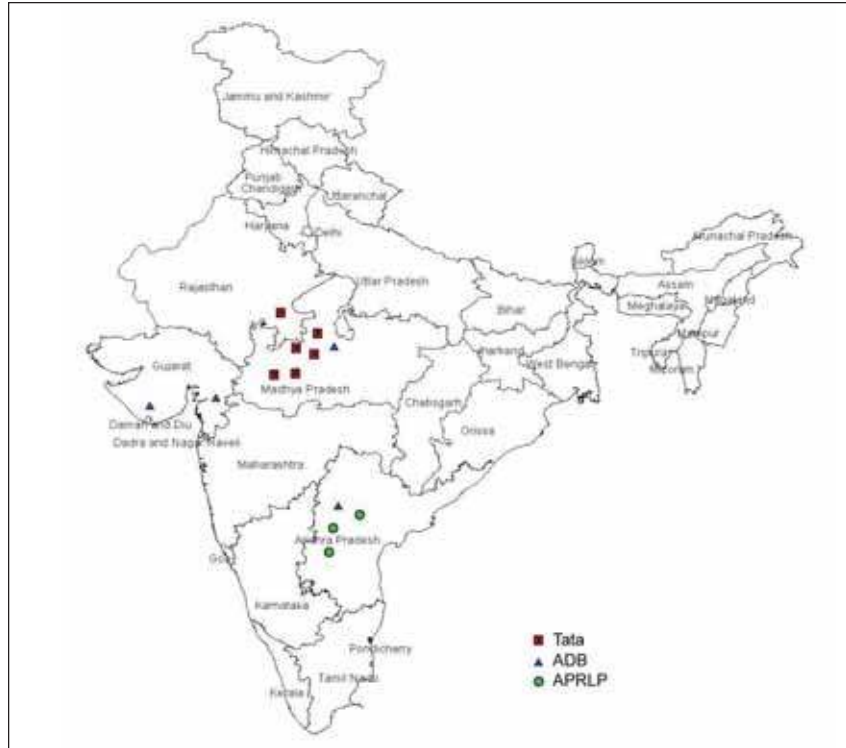 Jammu and Kashmir
Himachal Pradesh
Punjab
Chandigarh
Uttaranchal
Haryana
Delhi
Arunachal Pradesh
Sikkim
Rajasthan
Uttar Pradesh
Assam
Nagaland
Meghalaya
Bihar
Manipur
Gujarat
Jharkand
West Bengal
Tripura
Mizoram
Madhya Pradesh
Chatisgarh
Daman and Diu
Orissa
Dadra and Nagar Haveli
Maharashtra
Andhra Pradesh
Goa
Karnataka
Pondicherry
Tamil Nadu
Kerala
Tata
ADB
APRLP